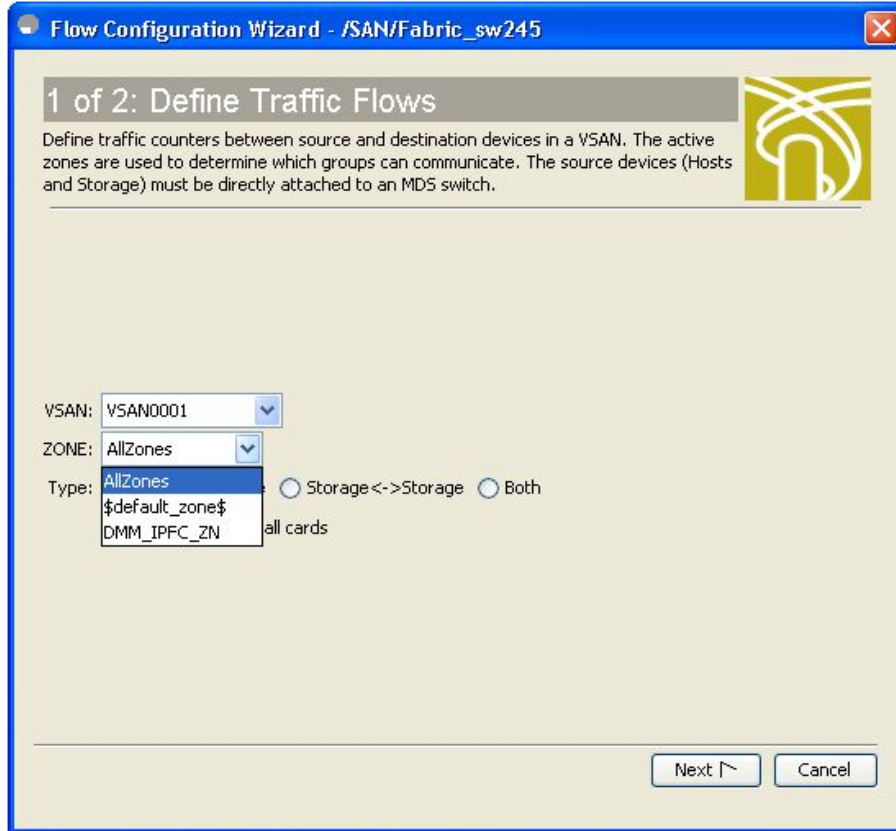 Flow Configuration Wizard - /SAN/Fabric_sw245
1 of 2: Define Traffic Flows
Define traffic counters between source and destination devices in a VSAN. The active
zones are used to determine which groups can communicate. The source devices (Hosts
and Storage) must be directly attached to an MDS switch.
VSAN: VSAN0001
ZONE: AllZones
AllZones
Type: Storage<->Storage Both
$default_zone$
DMM_IPFC_ZN all cards
Next Cancel